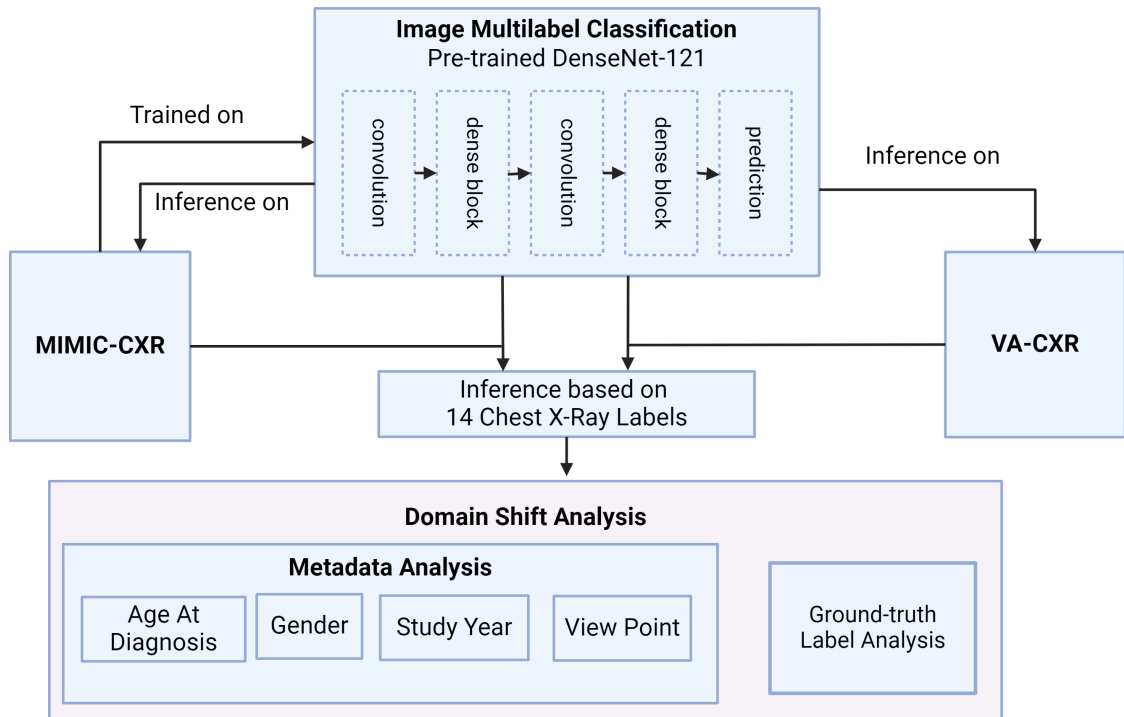 Image Multilabel Classification
Pre-trained DenseNet-121
Trained on
Inference on
convolution
dense block
convolution
dense block
prediction
Inference on
MIMIC-CXR
VA-CXR
Inference based on
14 Chest X-Ray Labels
Domain Shift Analysis
Metadata Analysis
Age At
Diagnosis
Gender
Study Year
View Point
Ground-truth
Label Analysis